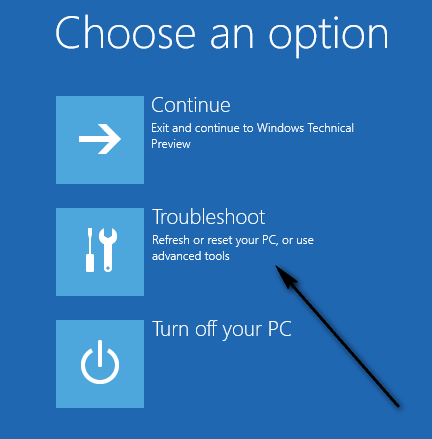 Choose an option
Continue
Exit and continue to Windows Technical
Preview
Troubleshoot
Refresh or reset your PC, or use
advanced tools
Turn off your PC